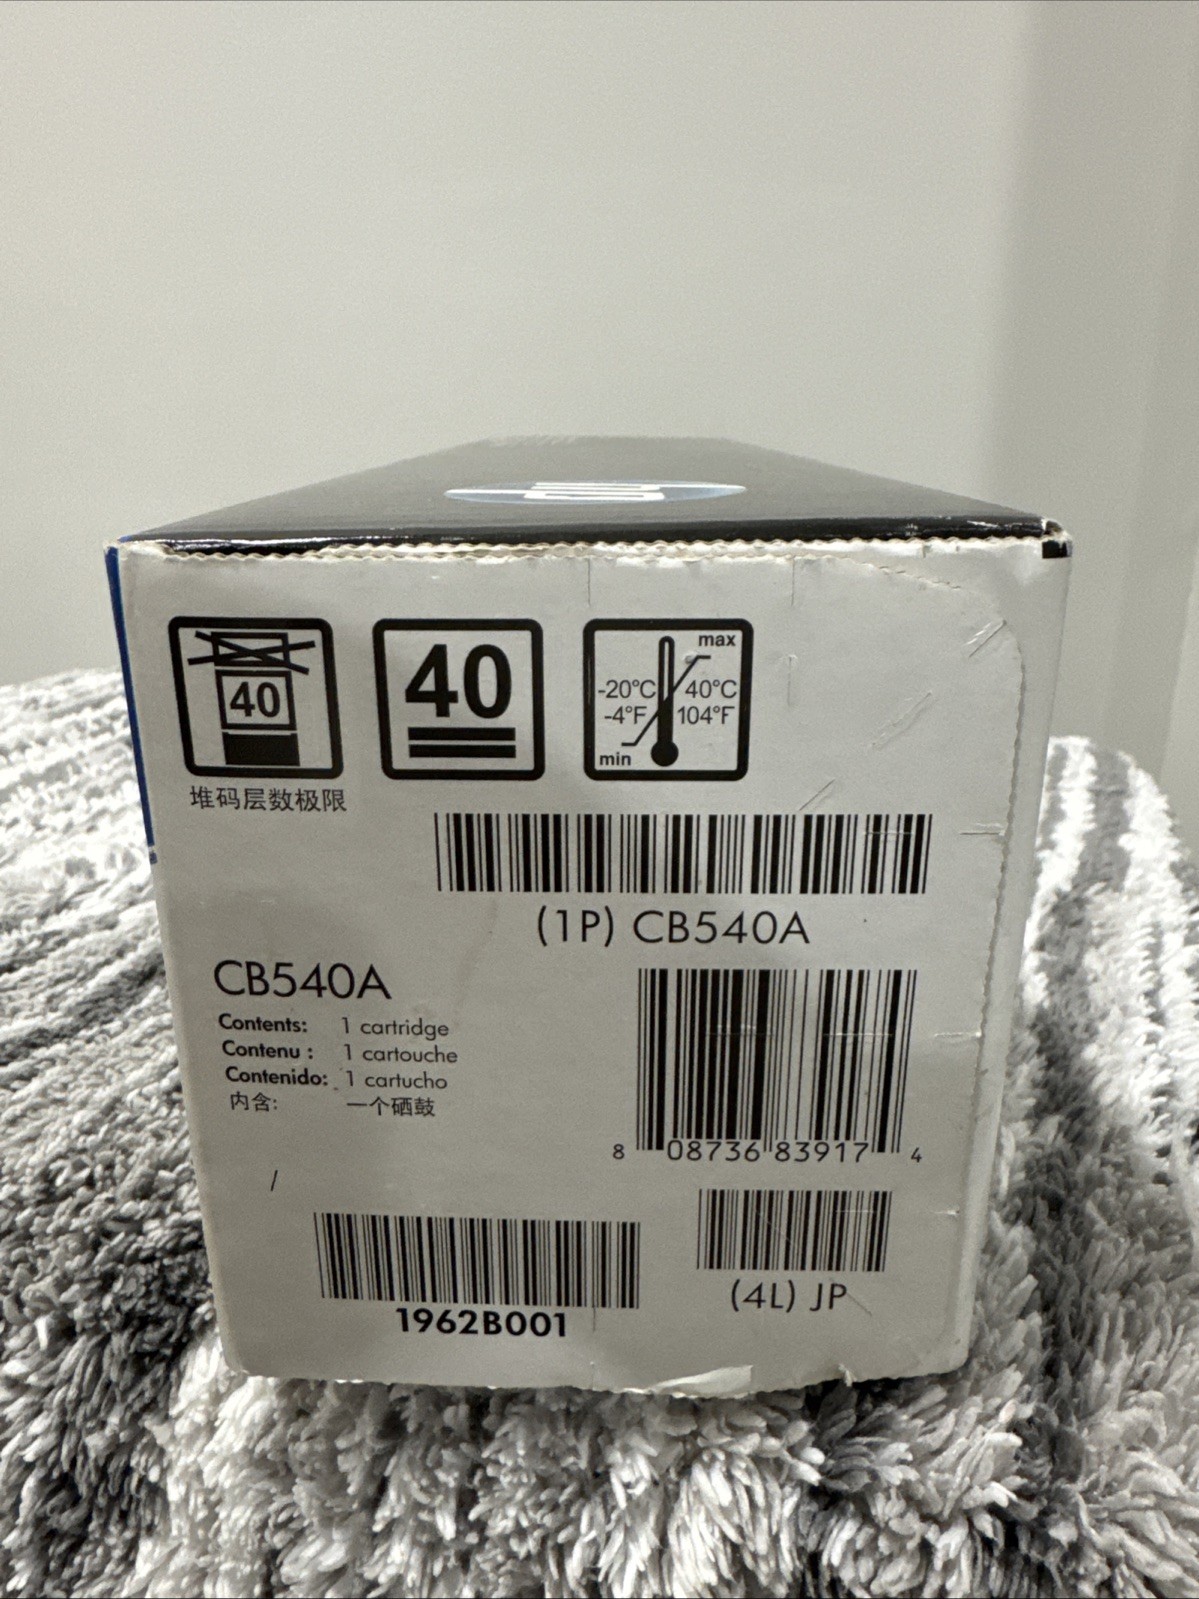 40
40
max
-20°C 40°C
-4°F 104°F
min
堆码层数极限
(1P) CB540A
CB540A
Contents: 1 cartridge
Contenu : 1 cartouche
Contenido: 1 cartucho
内含: 一个硒鼓
8 08736 83917 4
/
1962B001
(4L) JP